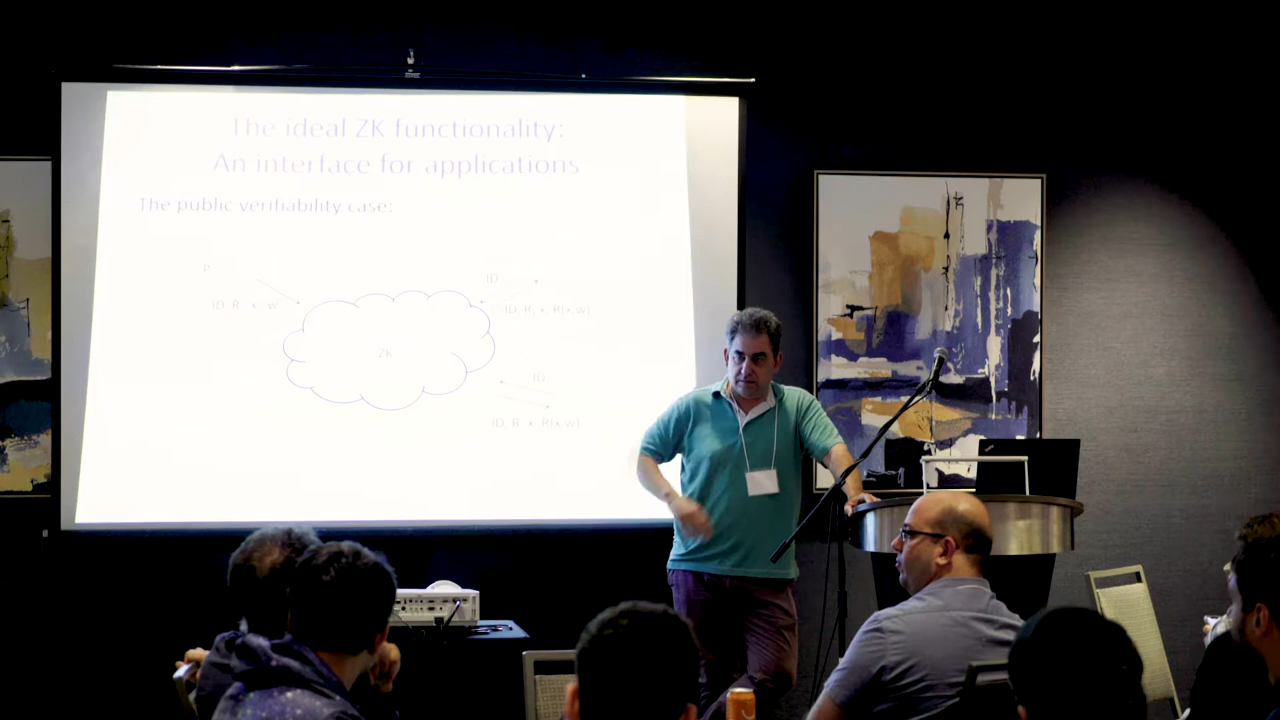 The ideal ZK functionality:
An interface for applications
The public verifiability case:
P
ID
ID, R, x, w
ID, R, x, R(x,w)
ZK
ID
ID, R, x, R(x,w)